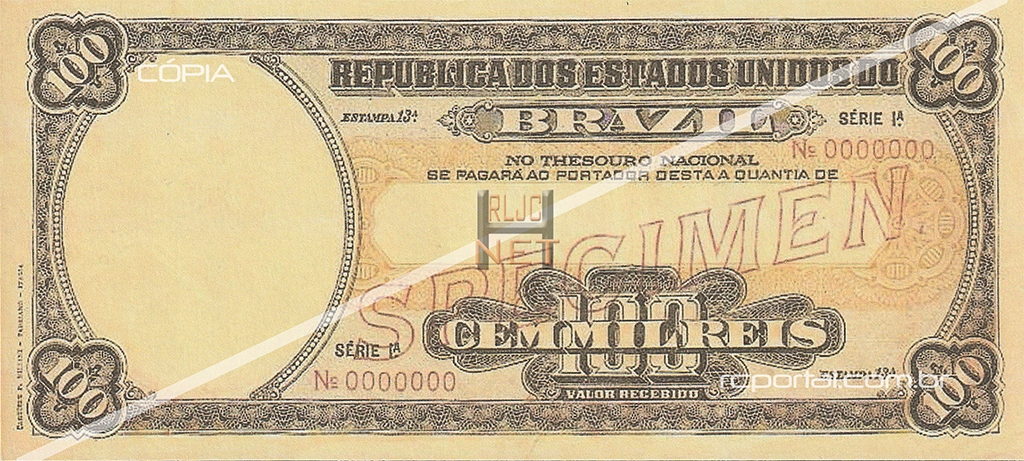 100
CÓPIA
100
REPUBLICA DOS ESTADOS UNIDOS DO
ESTAMPA 13ª
BRAZIL
SÉRIE 1ª
Nº 0000000
NO THESOURO NACIONAL
SE PAGARÁ AO PORTADOR DESTA A QUANTIA DE
RLJC
H
NET
SPECIMEN
100
CEM MIL REIS
SÉRIE 1ª
Nº 0000000
ESTAMPA 13ª
rcportal.com.br
VALOR RECEBIDO
100
100